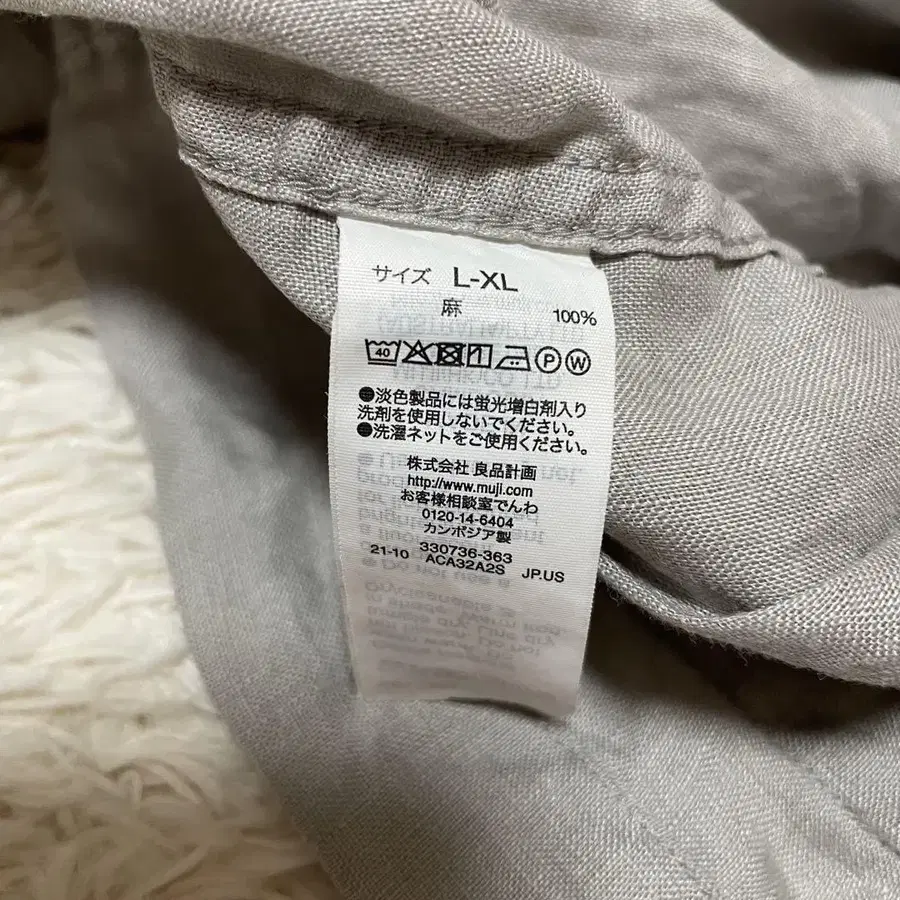 サイズ L-XL
麻 100%
40 P W
●淡色製品には蛍光増白剤入り
洗剤を使用しないでください。
●洗濯ネットをご使用ください。
株式会社 良品計画
http://www.muji.com
お客様相談室でんわ
0120-14-6404
カンボジア製
21-10 330736-363
ACA32A2S JP.US